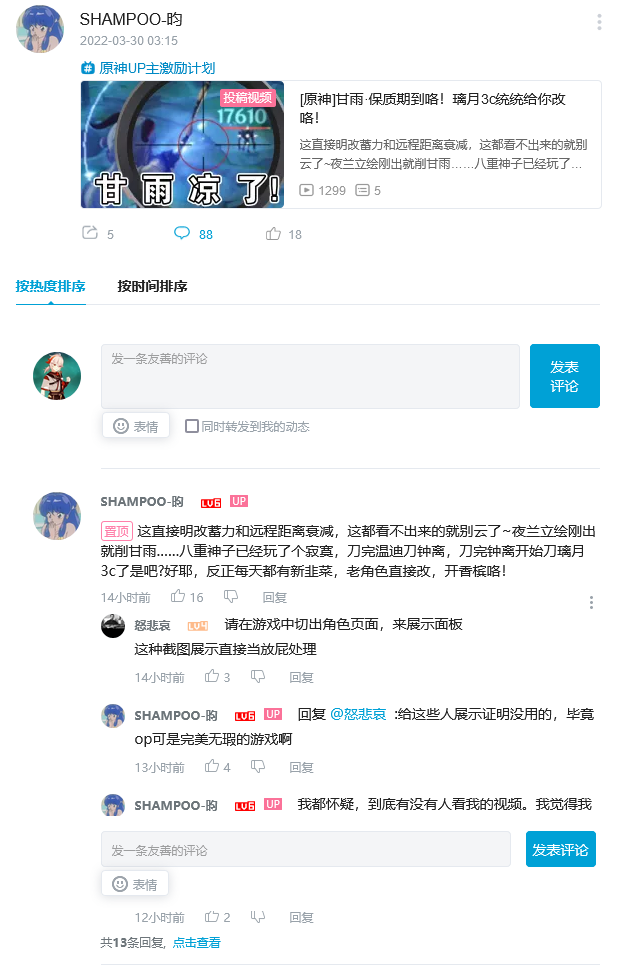 SHAMPOO-昀
2022-03-30 03:15
原神UP主激励计划
投稿视频
17610
甘雨凉了!
[原神]甘雨·保质期到咯！璃月3c统统给你改
咯！
这直接明改蓄力和远程距离衰减，这都看不出来的就别
云了~夜兰立绘刚出就削甘雨……八重神子已经玩了…
1299 5
5 88 18
按热度排序 按时间排序
发一条友善的评论
发表
评论
表情 同时转发到我的动态
SHAMPOO-昀 LV6 UP
置顶 这直接明改蓄力和远程距离衰减，这都看不出来的就别云了~夜兰立绘刚出
就削甘雨……八重神子已经玩了个寂寞，刀完温迪刀钟离，刀完钟离开始刀璃月
3c了是吧?好耶，反正每天都有新韭菜，老角色直接改，开香槟咯！
14小时前 16 回复
怒悲哀 LV4 请在游戏中切出角色页面，来展示面板
这种截图展示直接当放屁处理
14小时前 3 回复
SHAMPOO-昀 LV6 UP 回复 @怒悲哀 :给这些人展示证明没用的，毕竟
op可是完美无瑕的游戏啊
13小时前 4 回复
SHAMPOO-昀 LV6 UP 我都怀疑，到底有没有人看我的视频。我觉得我
发一条友善的评论 发表评论
表情
12小时前 2 回复
共13条回复, 点击查看